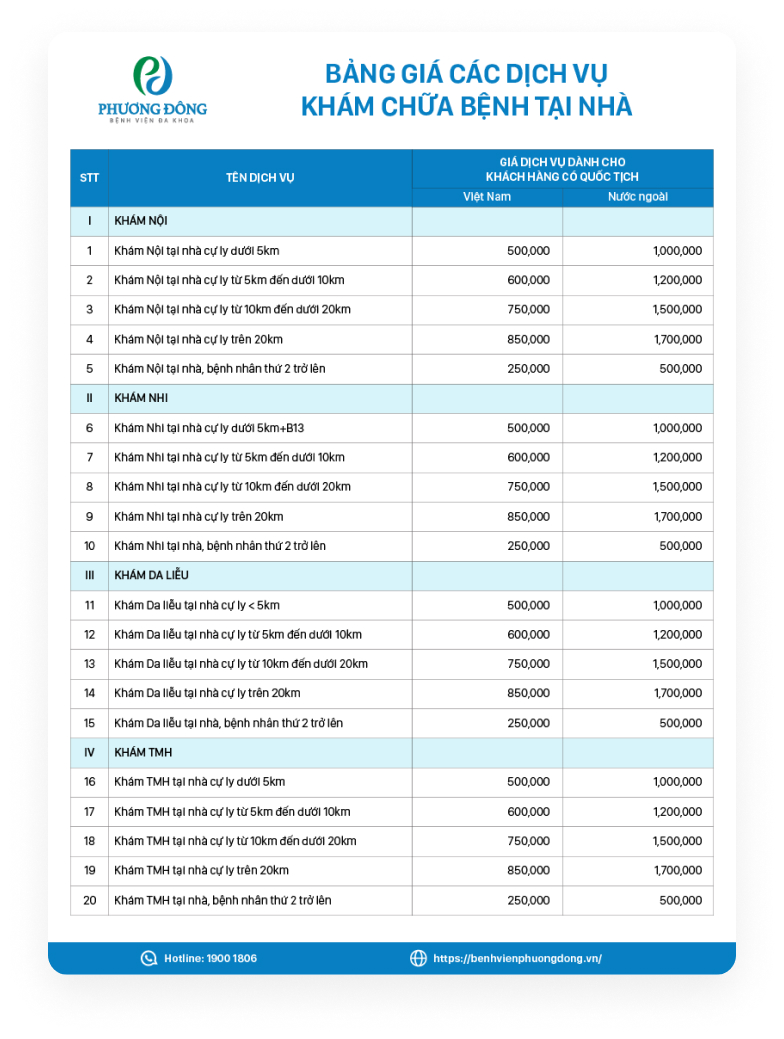 PHƯƠNG ĐÔNG
BỆNH VIỆN ĐA KHOA
BẢNG GIÁ CÁC DỊCH VỤ
KHÁM CHỮA BỆNH TẠI NHÀ
STT TÊN DỊCH VỤ GIÁ DỊCH VỤ DÀNH CHO
KHÁCH HÀNG CÓ QUỐC TỊCH
Việt Nam Nước ngoài
I KHÁM NỘI
1 Khám Nội tại nhà cự ly dưới 5km 500,000 1,000,000
2 Khám Nội tại nhà cự ly từ 5km đến dưới 10km 600,000 1,200,000
3 Khám Nội tại nhà cự ly từ 10km đến dưới 20km 750,000 1,500,000
4 Khám Nội tại nhà cự ly trên 20km 850,000 1,700,000
5 Khám Nội tại nhà, bệnh nhân thứ 2 trở lên 250,000 500,000
II KHÁM NHI
6 Khám Nhi tại nhà cự ly dưới 5km+B13 500,000 1,000,000
7 Khám Nhi tại nhà cự ly từ 5km đến dưới 10km 600,000 1,200,000
8 Khám Nhi tại nhà cự ly từ 10km đến dưới 20km 750,000 1,500,000
9 Khám Nhi tại nhà cự ly trên 20km 850,000 1,700,000
10 Khám Nhi tại nhà, bệnh nhân thứ 2 trở lên 250,000 500,000
III KHÁM DA LIỄU
11 Khám Da liễu tại nhà cự ly < 5km 500,000 1,000,000
12 Khám Da liễu tại nhà cự ly từ 5km đến dưới 10km 600,000 1,200,000
13 Khám Da liễu tại nhà cự ly từ 10km đến dưới 20km 750,000 1,500,000
14 Khám Da liễu tại nhà cự ly trên 20km 850,000 1,700,000
15 Khám Da liễu tại nhà, bệnh nhân thứ 2 trở lên 250,000 500,000
IV KHÁM TMH
16 Khám TMH tại nhà cự ly dưới 5km 500,000 1,000,000
17 Khám TMH tại nhà cự ly từ 5km đến dưới 10km 600,000 1,200,000
18 Khám TMH tại nhà cự ly từ 10km đến dưới 20km 750,000 1,500,000
19 Khám TMH tại nhà cự ly trên 20km 850,000 1,700,000
20 Khám TMH tại nhà, bệnh nhân thứ 2 trở lên 250,000 500,000
Hotline: 1900 1806 https://benhvienphuongdong.vn/